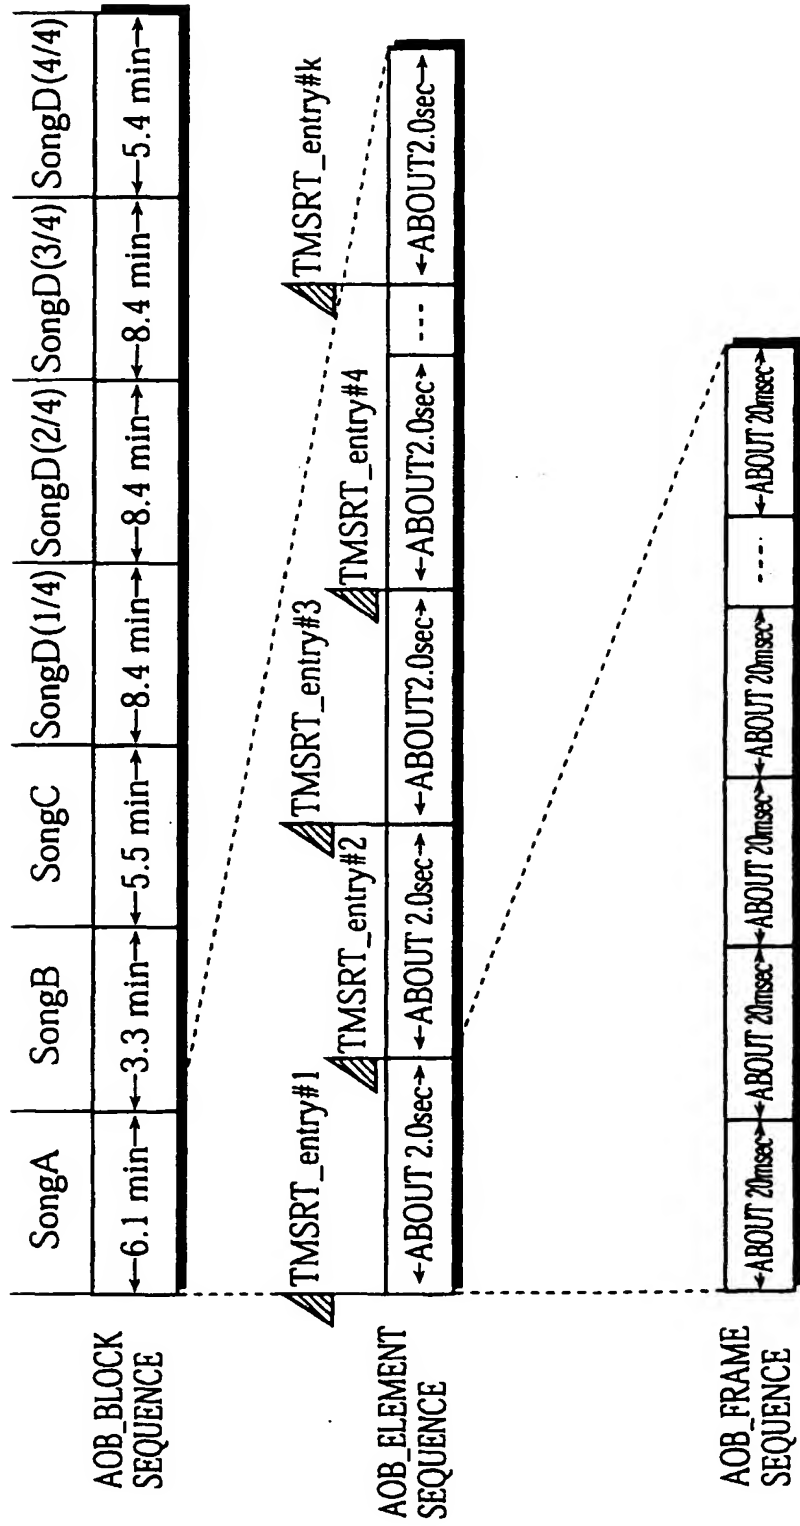 SongA
SongB
SongC
SongD(1/4)
SongD(2/4)
SongD(3/4)
SongD(4/4)
AOB_BLOCK
SEQUENCE
6.1 min
3.3 min
5.5 min
8.4 min
8.4 min
8.4 min
5.4 min
TMSRT_entry#1
TMSRT_entry#2
TMSRT_entry#3
TMSRT_entry#4
TMSRT_entry#k
AOB_ELEMENT
SEQUENCE
ABOUT 2.0sec
ABOUT 2.0sec
ABOUT2.0sec
ABOUT2.0sec
---
ABOUT2.0sec
AOB_FRAME
SEQUENCE
ABOUT 20msec
ABOUT 20msec
ABOUT 20msec
ABOUT 20msec
----
ABOUT 20msec